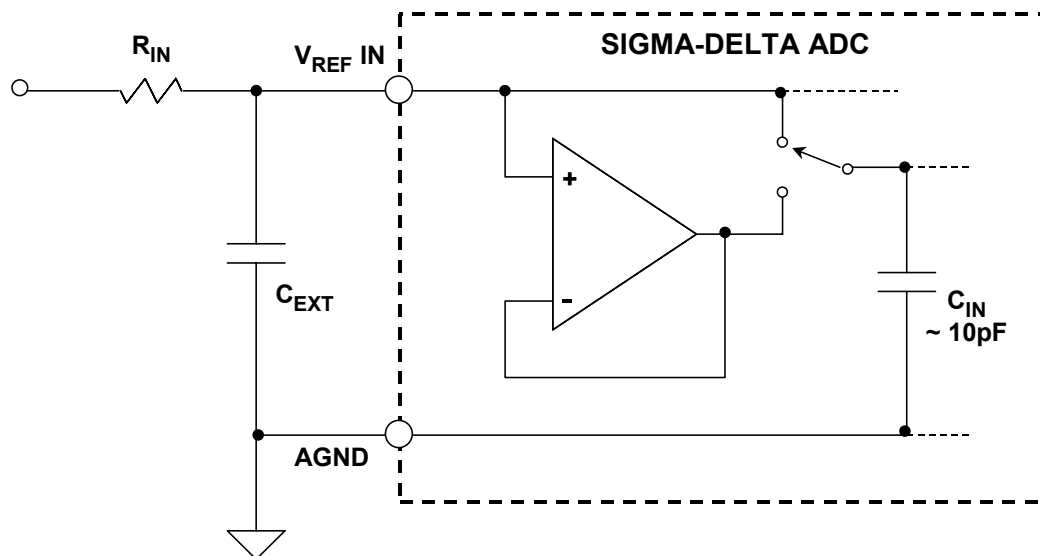 SIGMA-DELTA ADC
R_IN
V_REF IN
+
-
C_EXT
C_IN
~ 10pF
AGND